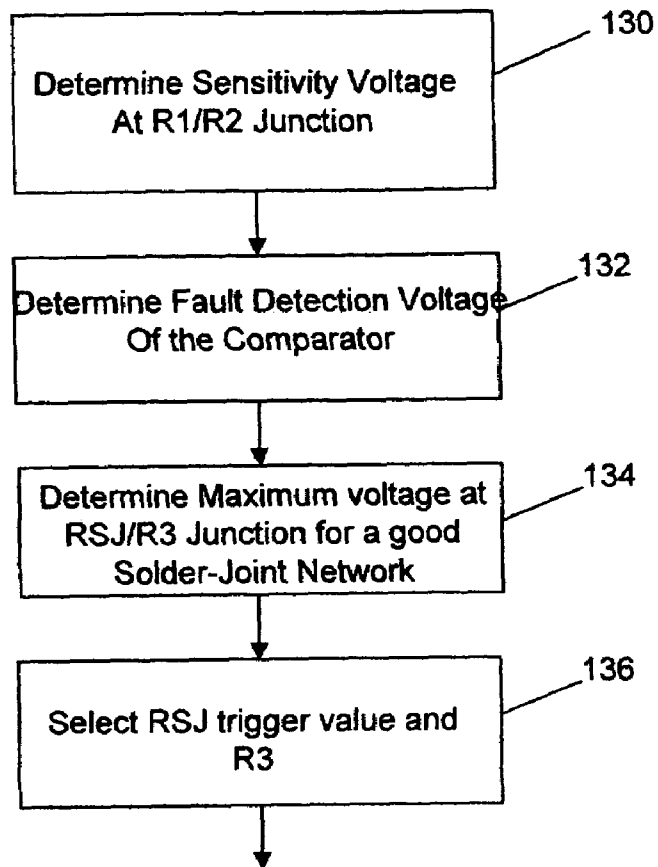 130
Determine Sensitivity Voltage
At R1/R2 Junction
132
Determine Fault Detection Voltage
Of the Comparator
134
Determine Maximum voltage at
RSJ/R3 Junction for a good
Solder-Joint Network
136
Select RSJ trigger value and
R3